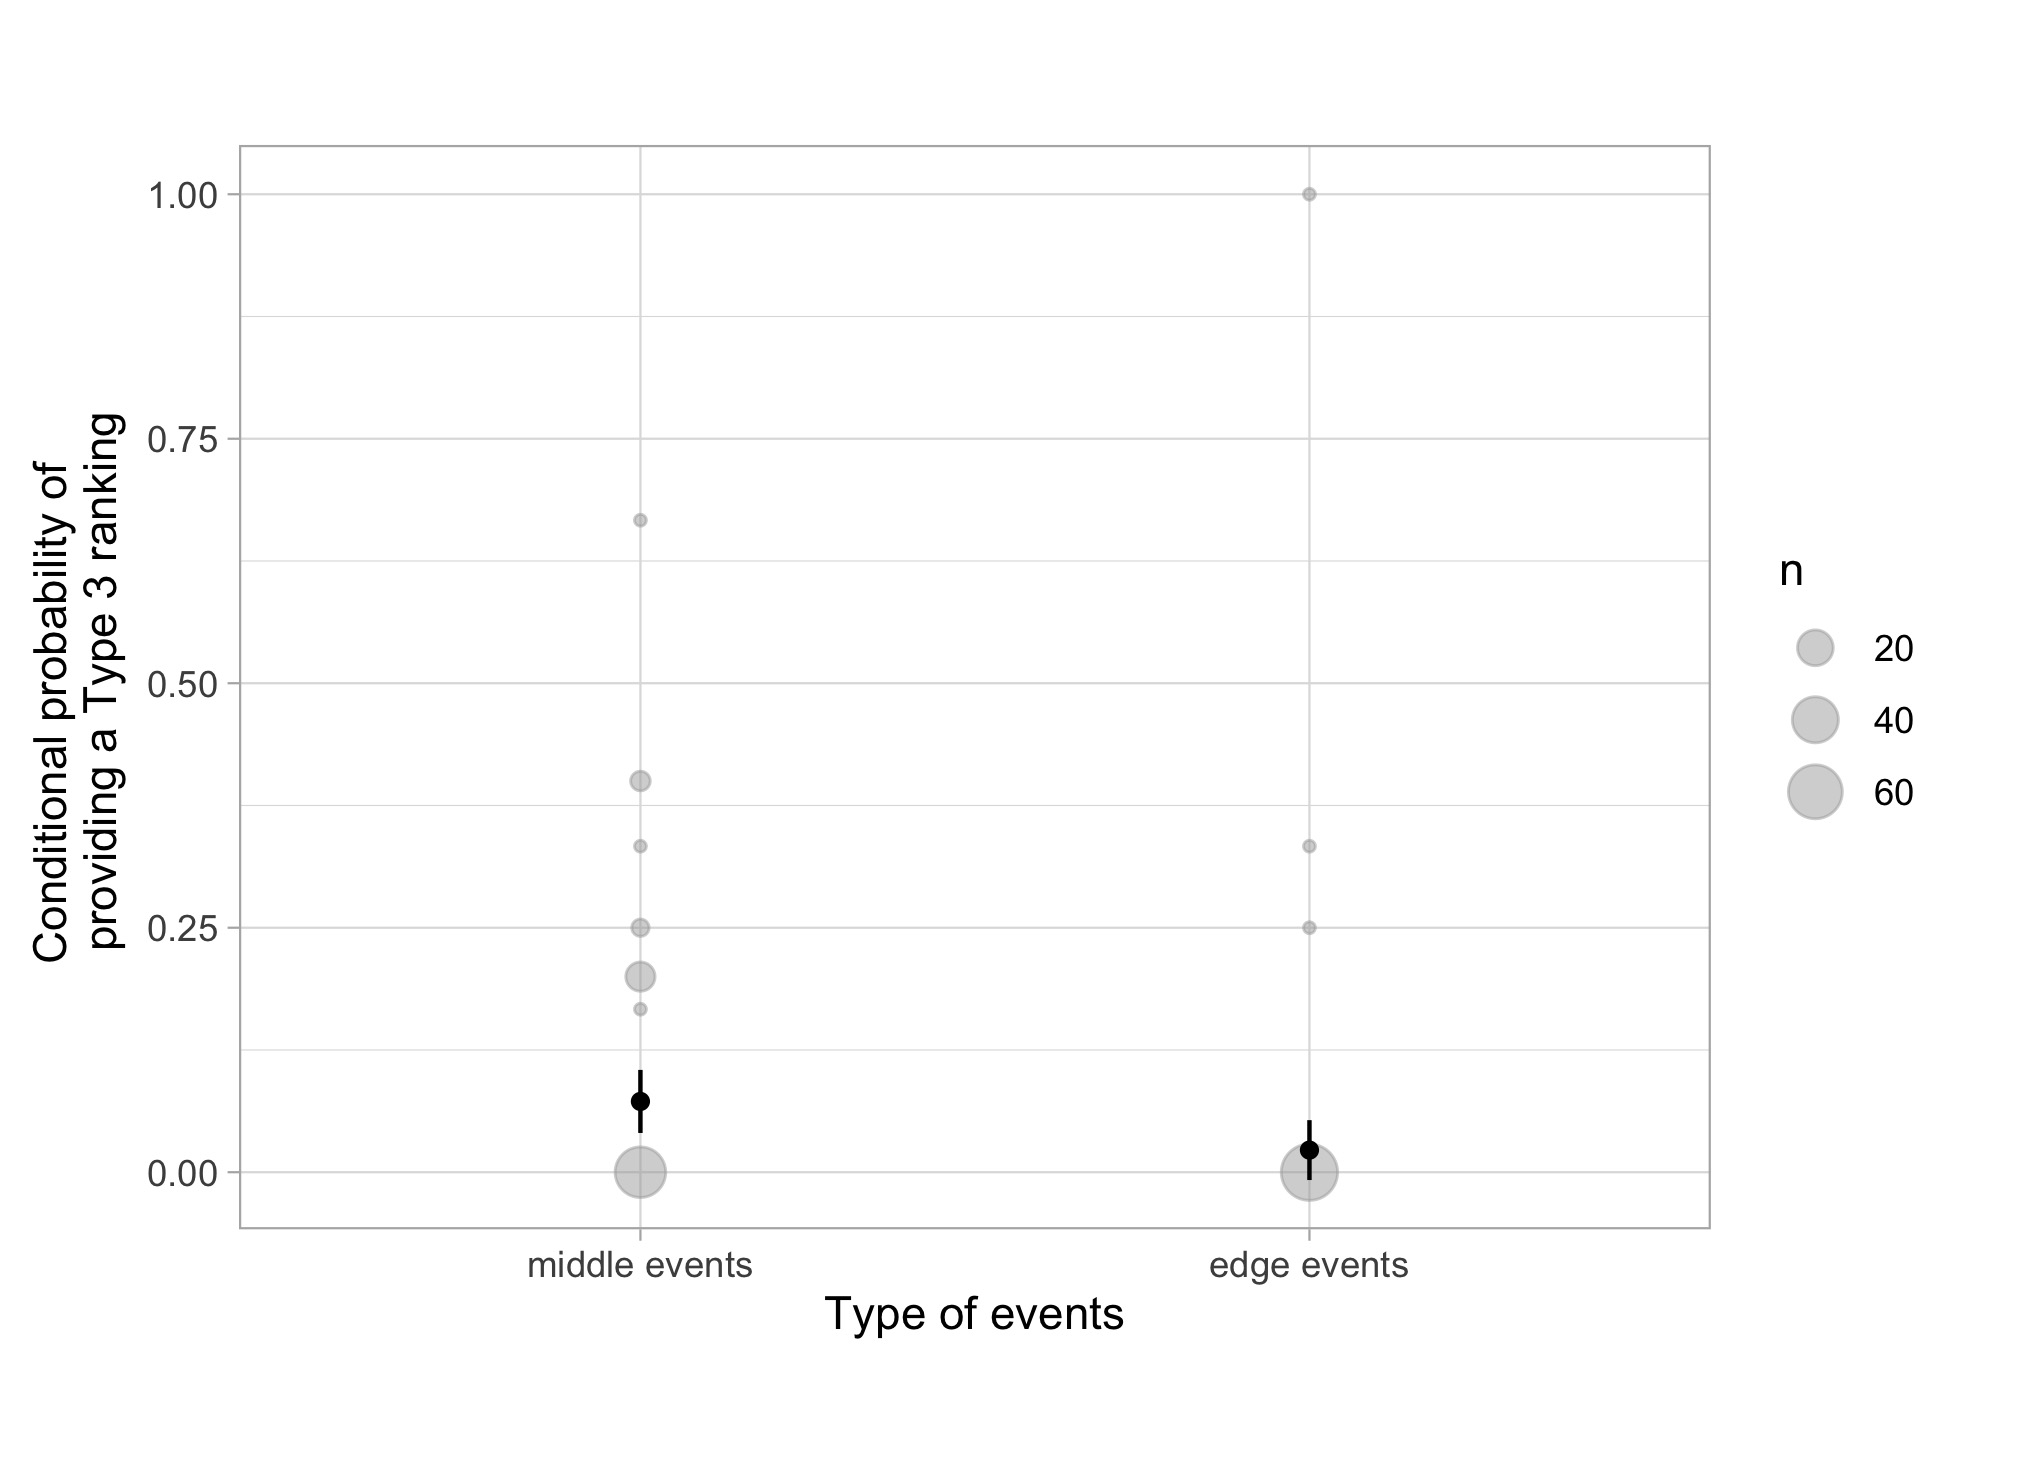 Conditional probability of
providing a Type 3 ranking
1.00
0.75
0.50
0.25
0.00
middle events
edge events
Type of events
n
20
40
60